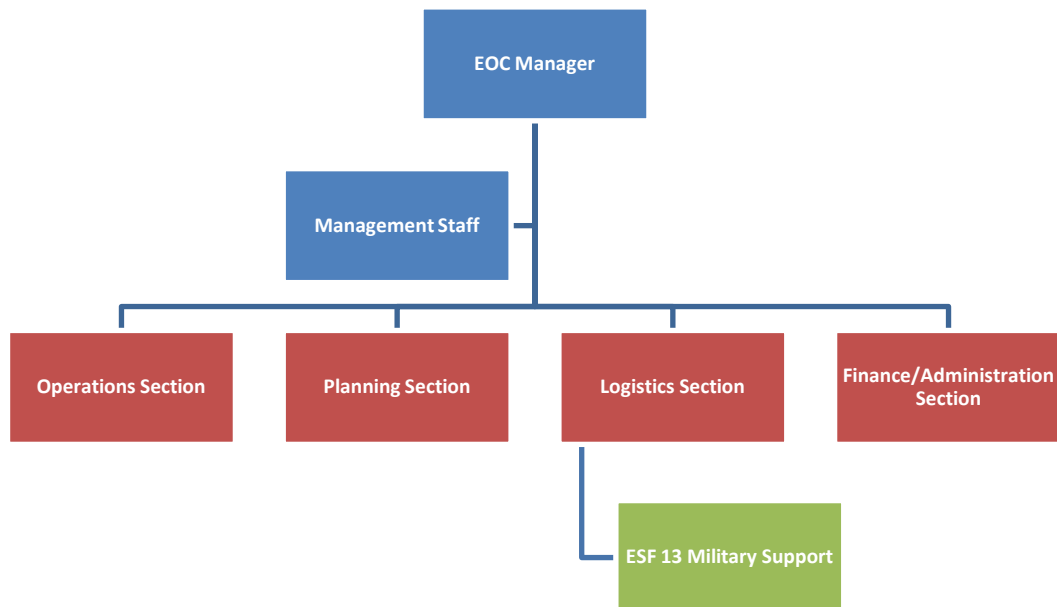 EOC Manager
Management Staff
Operations Section
Planning Section
Logistics Section
Finance/Administration
Section
ESF 13 Military Support